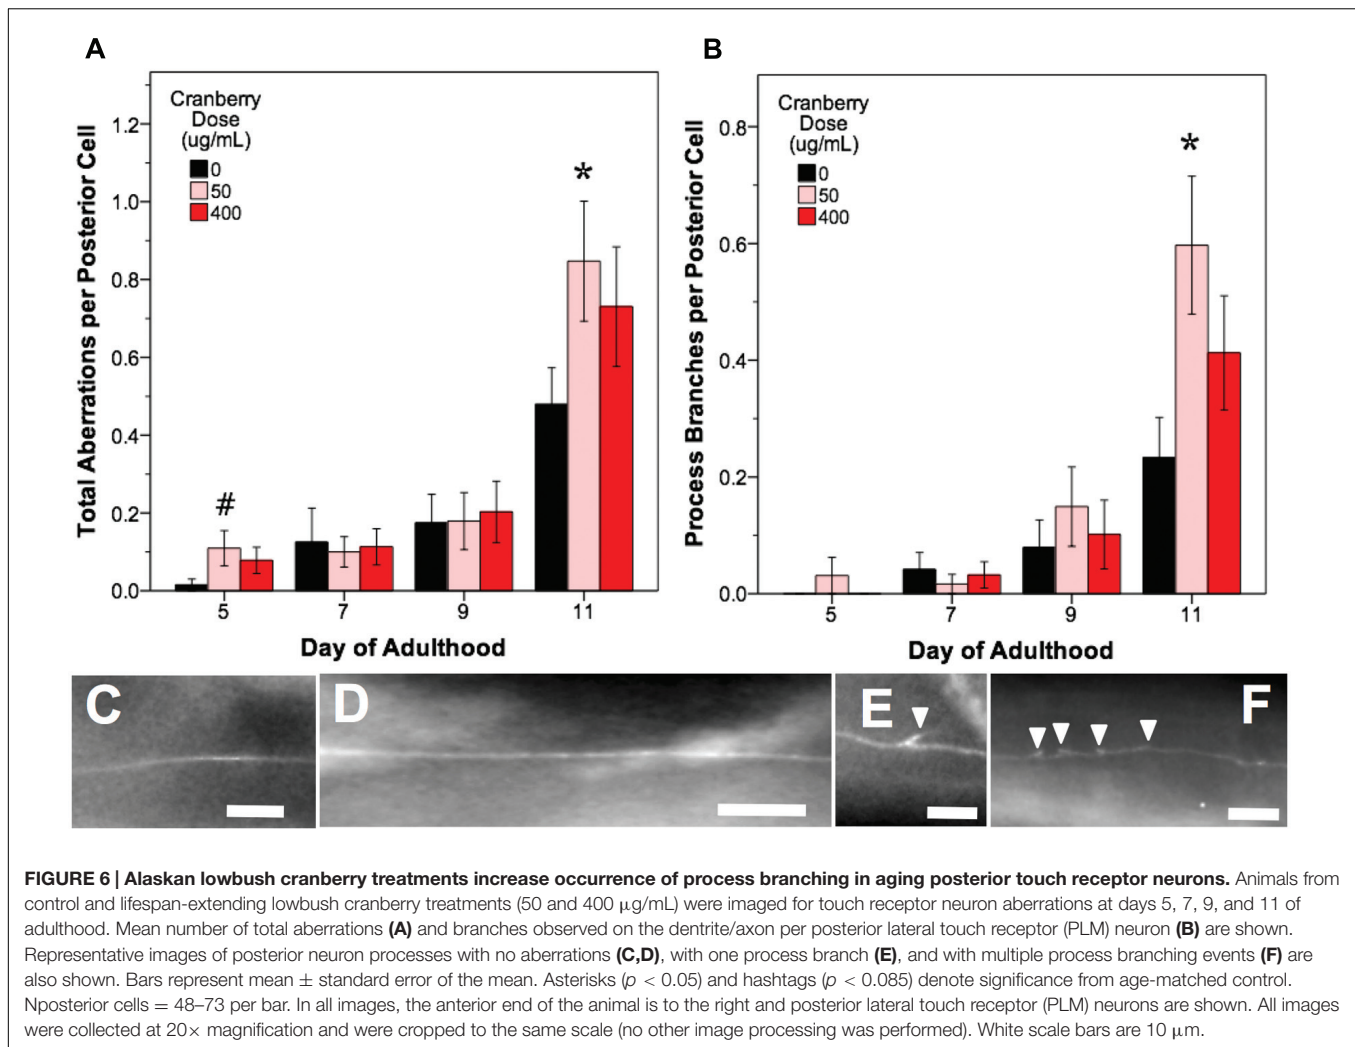 A
Cranberry
Dose
(ug/mL)
0
50
400
Total Aberrations per Posterior Cell
1.2
1.0
0.8
0.6
0.4
0.2
0.0
#
*
5 7 9 11
Day of Adulthood
B
Cranberry
Dose
(ug/mL)
0
50
400
Process Branches per Posterior Cell
0.8
0.6
0.4
0.2
0.0
*
5 7 9 11
Day of Adulthood
C D E F
FIGURE 6 | Alaskan lowbush cranberry treatments increase occurrence of process branching in aging posterior touch receptor neurons. Animals from
control and lifespan-extending lowbush cranberry treatments (50 and 400 μg/mL) were imaged for touch receptor neuron aberrations at days 5, 7, 9, and 11 of
adulthood. Mean number of total aberrations (A) and branches observed on the dentrite/axon per posterior lateral touch receptor (PLM) neuron (B) are shown.
Representative images of posterior neuron processes with no aberrations (C,D), with one process branch (E), and with multiple process branching events (F) are
also shown. Bars represent mean ± standard error of the mean. Asterisks (p < 0.05) and hashtags (p < 0.085) denote significance from age-matched control.
Nposterior cells = 48–73 per bar. In all images, the anterior end of the animal is to the right and posterior lateral touch receptor (PLM) neurons are shown. All images
were collected at 20× magnification and were cropped to the same scale (no other image processing was performed). White scale bars are 10 μm.